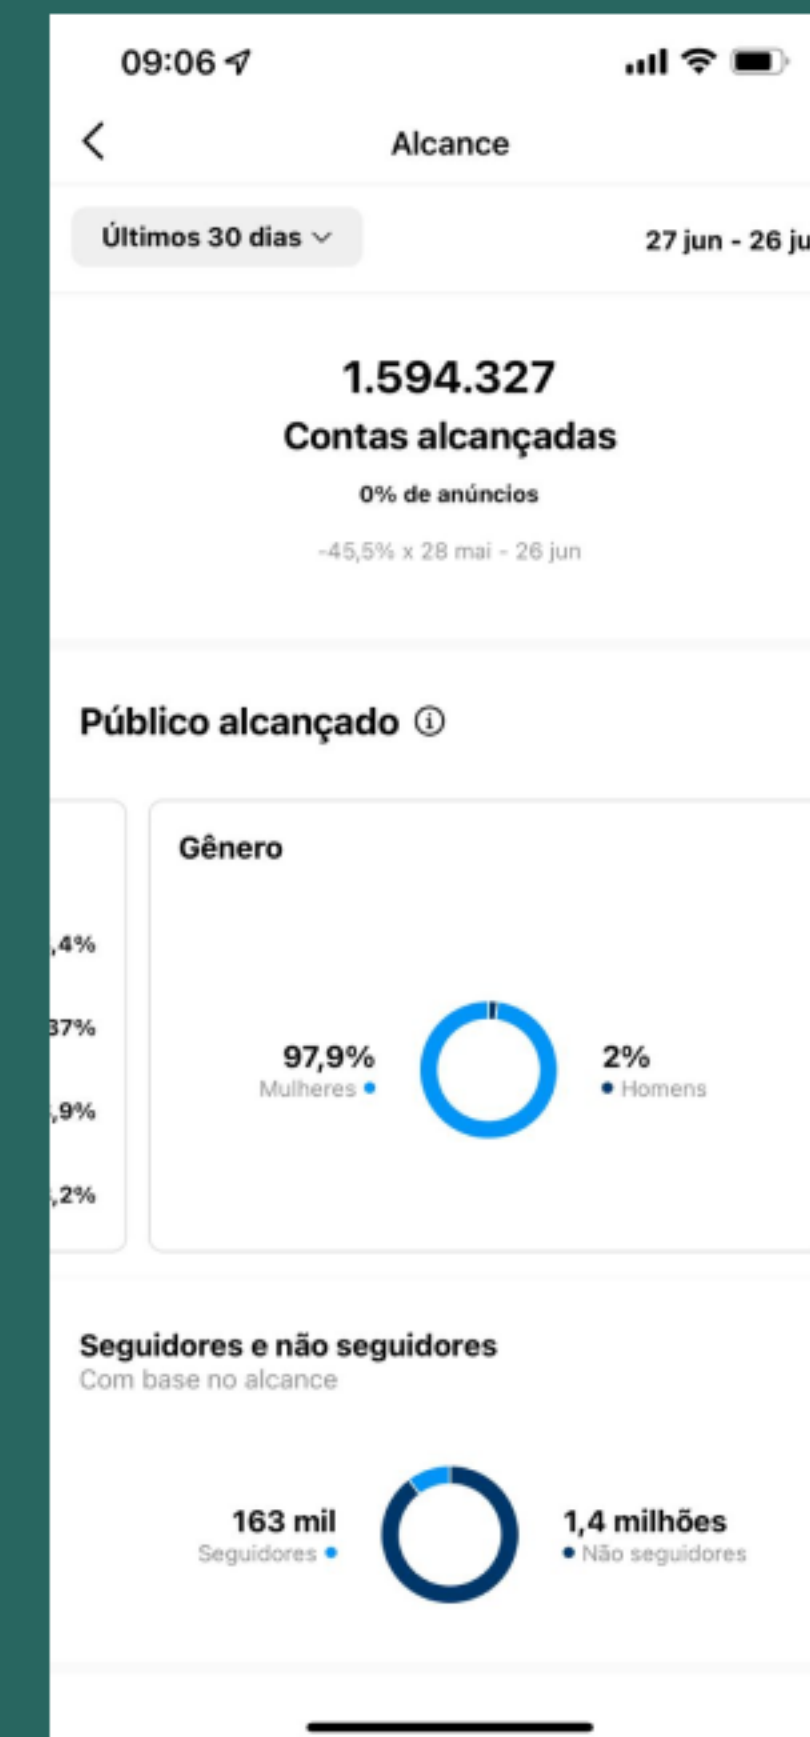 09:06
Alcance
Últimos 30 dias
27 jun - 26 ju
1.594.327
Contas alcançadas
0% de anúncios
-45,5% x 28 mai - 26 jun
Público alcançado
Gênero
,4%
37%
,9%
,2%
97,9%
Mulheres
2%
Homens
Seguidores e não seguidores
Com base no alcance
163 mil
Seguidores
1,4 milhões
Não seguidores